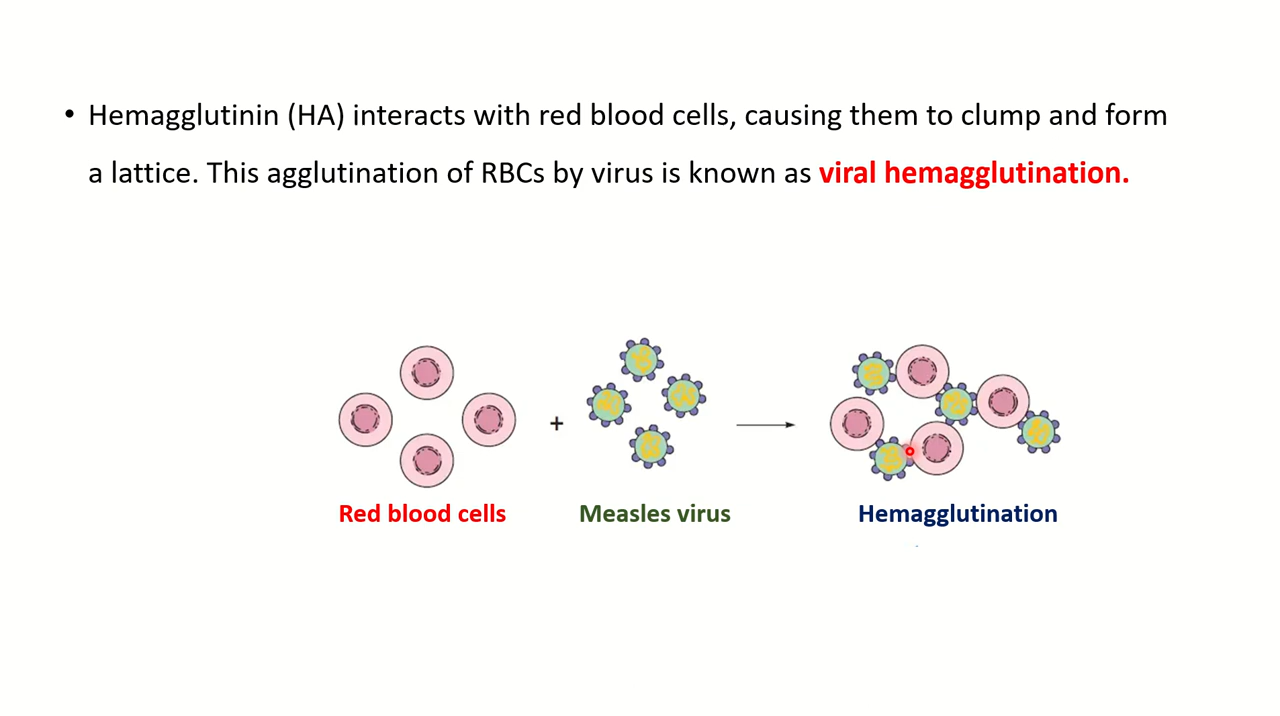 • Hemagglutinin (HA) interacts with red blood cells, causing them to clump and form
a lattice. This agglutination of RBCs by virus is known as viral hemagglutination.
+
Red blood cells
Measles virus
Hemagglutination